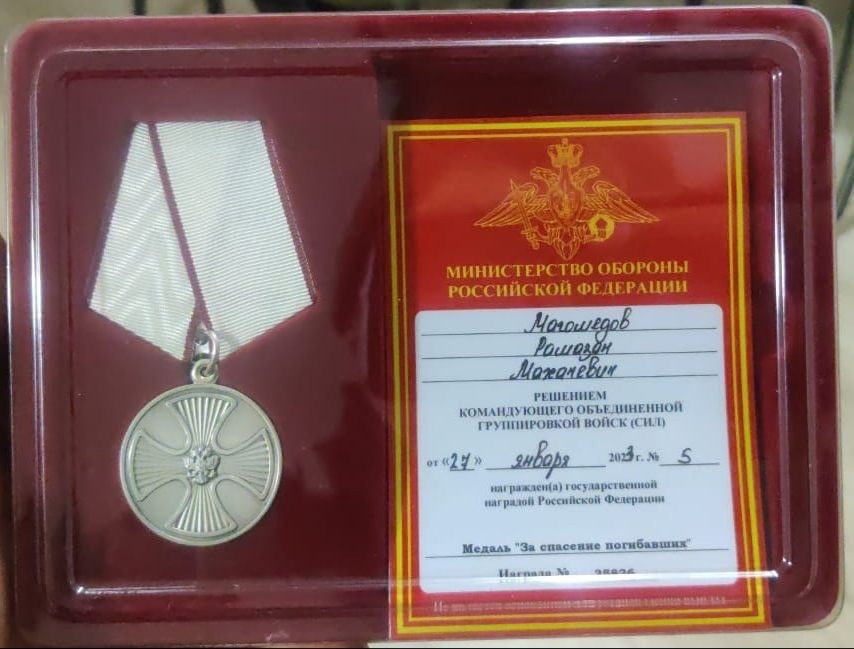 МИНИСТЕРСТВО ОБОРОНЫ
РОССИЙСКОЙ ФЕДЕРАЦИИ
Магомедов
Рамазан
Махачевич
РЕШЕНИЕМ
КОМАНДУЮЩЕГО ОБЪЕДИНЕННОЙ
ГРУППИРОВКОЙ ВОЙСК (СИЛ)
от «27» января 2023 г. № 5
награжден(а) государственной
наградой Российской Федерации
Медаль "За спасение погибавших"
Награда №